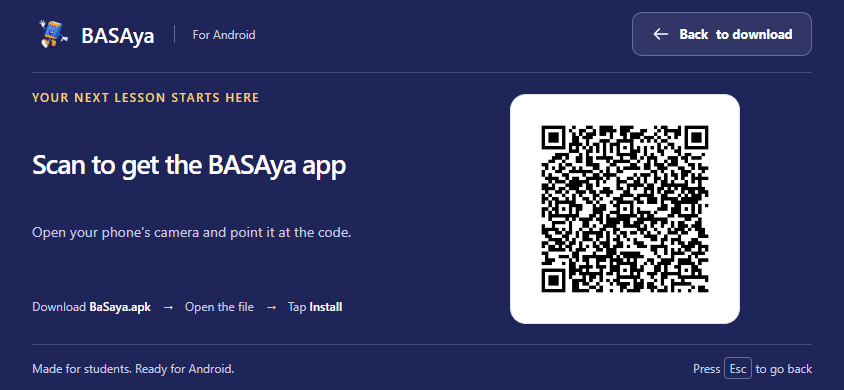 BASAya
For Android
← Back to download
YOUR NEXT LESSON STARTS HERE
Scan to get the BASAya app
Open your phone's camera and point it at the code.
Download BaSaya.apk → Open the file → Tap Install
Made for students. Ready for Android.
Press Esc to go back